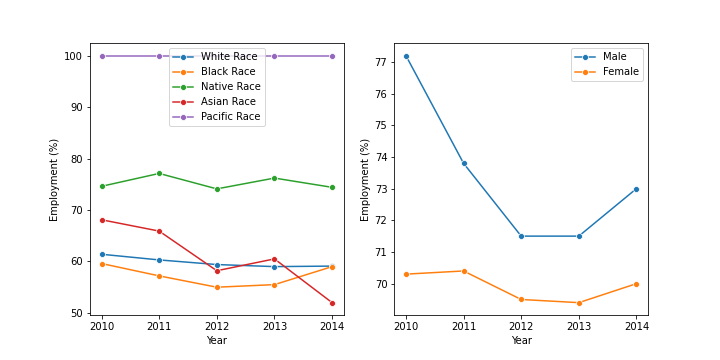 100
90
80
70
60
50
Employment (%)
2010 2011 2012 2013 2014
Year
White Race
Black Race
Native Race
Asian Race
Pacific Race
77
76
75
74
73
72
71
70
Employment (%)
2010 2011 2012 2013 2014
Year
Male
Female